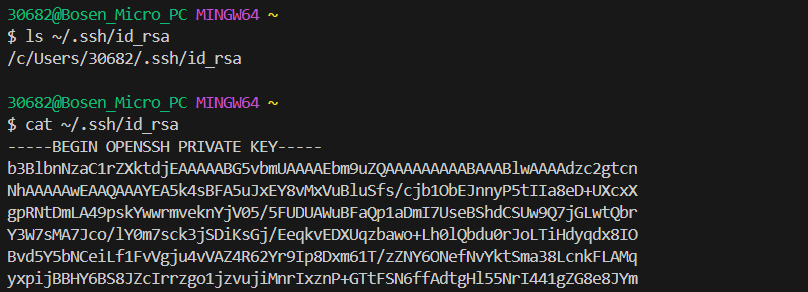 30682@Bosen_Micro_PC MINGW64 ~
$ ls ~/.ssh/id_rsa
/c/Users/30682/.ssh/id_rsa
30682@Bosen_Micro_PC MINGW64 ~
$ cat ~/.ssh/id_rsa
-----BEGIN OPENSSH PRIVATE KEY-----
b3BlbnNzaC1rZXktdjEAAAAABG5vbmUAAAAEbm9uZQAAAAAAAAABAAABlwAAAAdzc2gtcn
NhAAAAAwEAAQAAAYEA5k4sBFA5uJxEY8vMxVuBluSfs/cjb1ObEJnnyP5tIIa8eD+UXcxX
gpRNtDmLA49pskYwwrmveknYjV05/5FUDUAWuBFaQp1aDmI7UseBShdCSUw9Q7jGLwtQbr
Y3W7sMA7Jco/lY0m7sck3jSDiKsGj/EeqkvEDXUqzbawo+Lh0lQbdu0rJoLTiHdyqdx8IO
Bvd5Y5bNCeiLf1FvVgju4vVAZ4R62Yr9Ip8Dxm61T/zZNY6ONefNvYktSma38LcnkFLAMq
yxpijBBHY6BS8JZcIrrzgo1jzvujiMnrIxznP+GTtFSN6ffAdtgHl55NrI441gZG8e8JYm